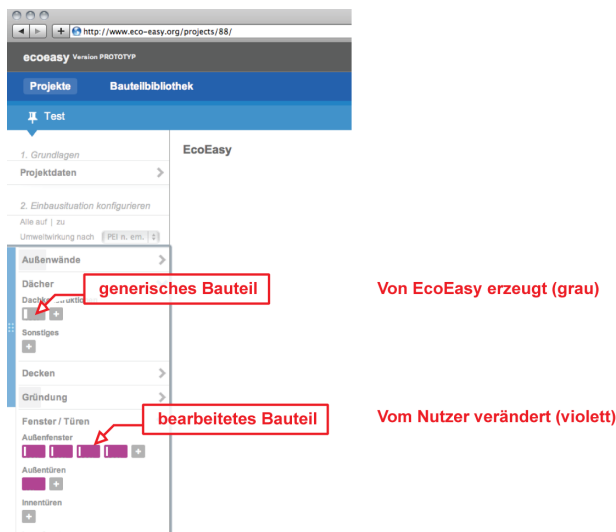 http://www.eco-easy.org/projects/88/
ecoeasy Version PROTOTYP
Projekte Bauteilbibliothek
Test
EcoEasy
1. Grundlagen
Projektdaten
2. Einbausituation konfigurieren
Alle auf | zu
Umweltwirkung nach PEI n. em.
Außenwände
Dächer
generisches Bauteil
Von EcoEasy erzeugt (grau)
Sonstiges
Decken
Gründung
Fenster / Türen
bearbeitetes Bauteil
Vom Nutzer verändert (violett)
Außenfenster
Außentüren
Innentüren